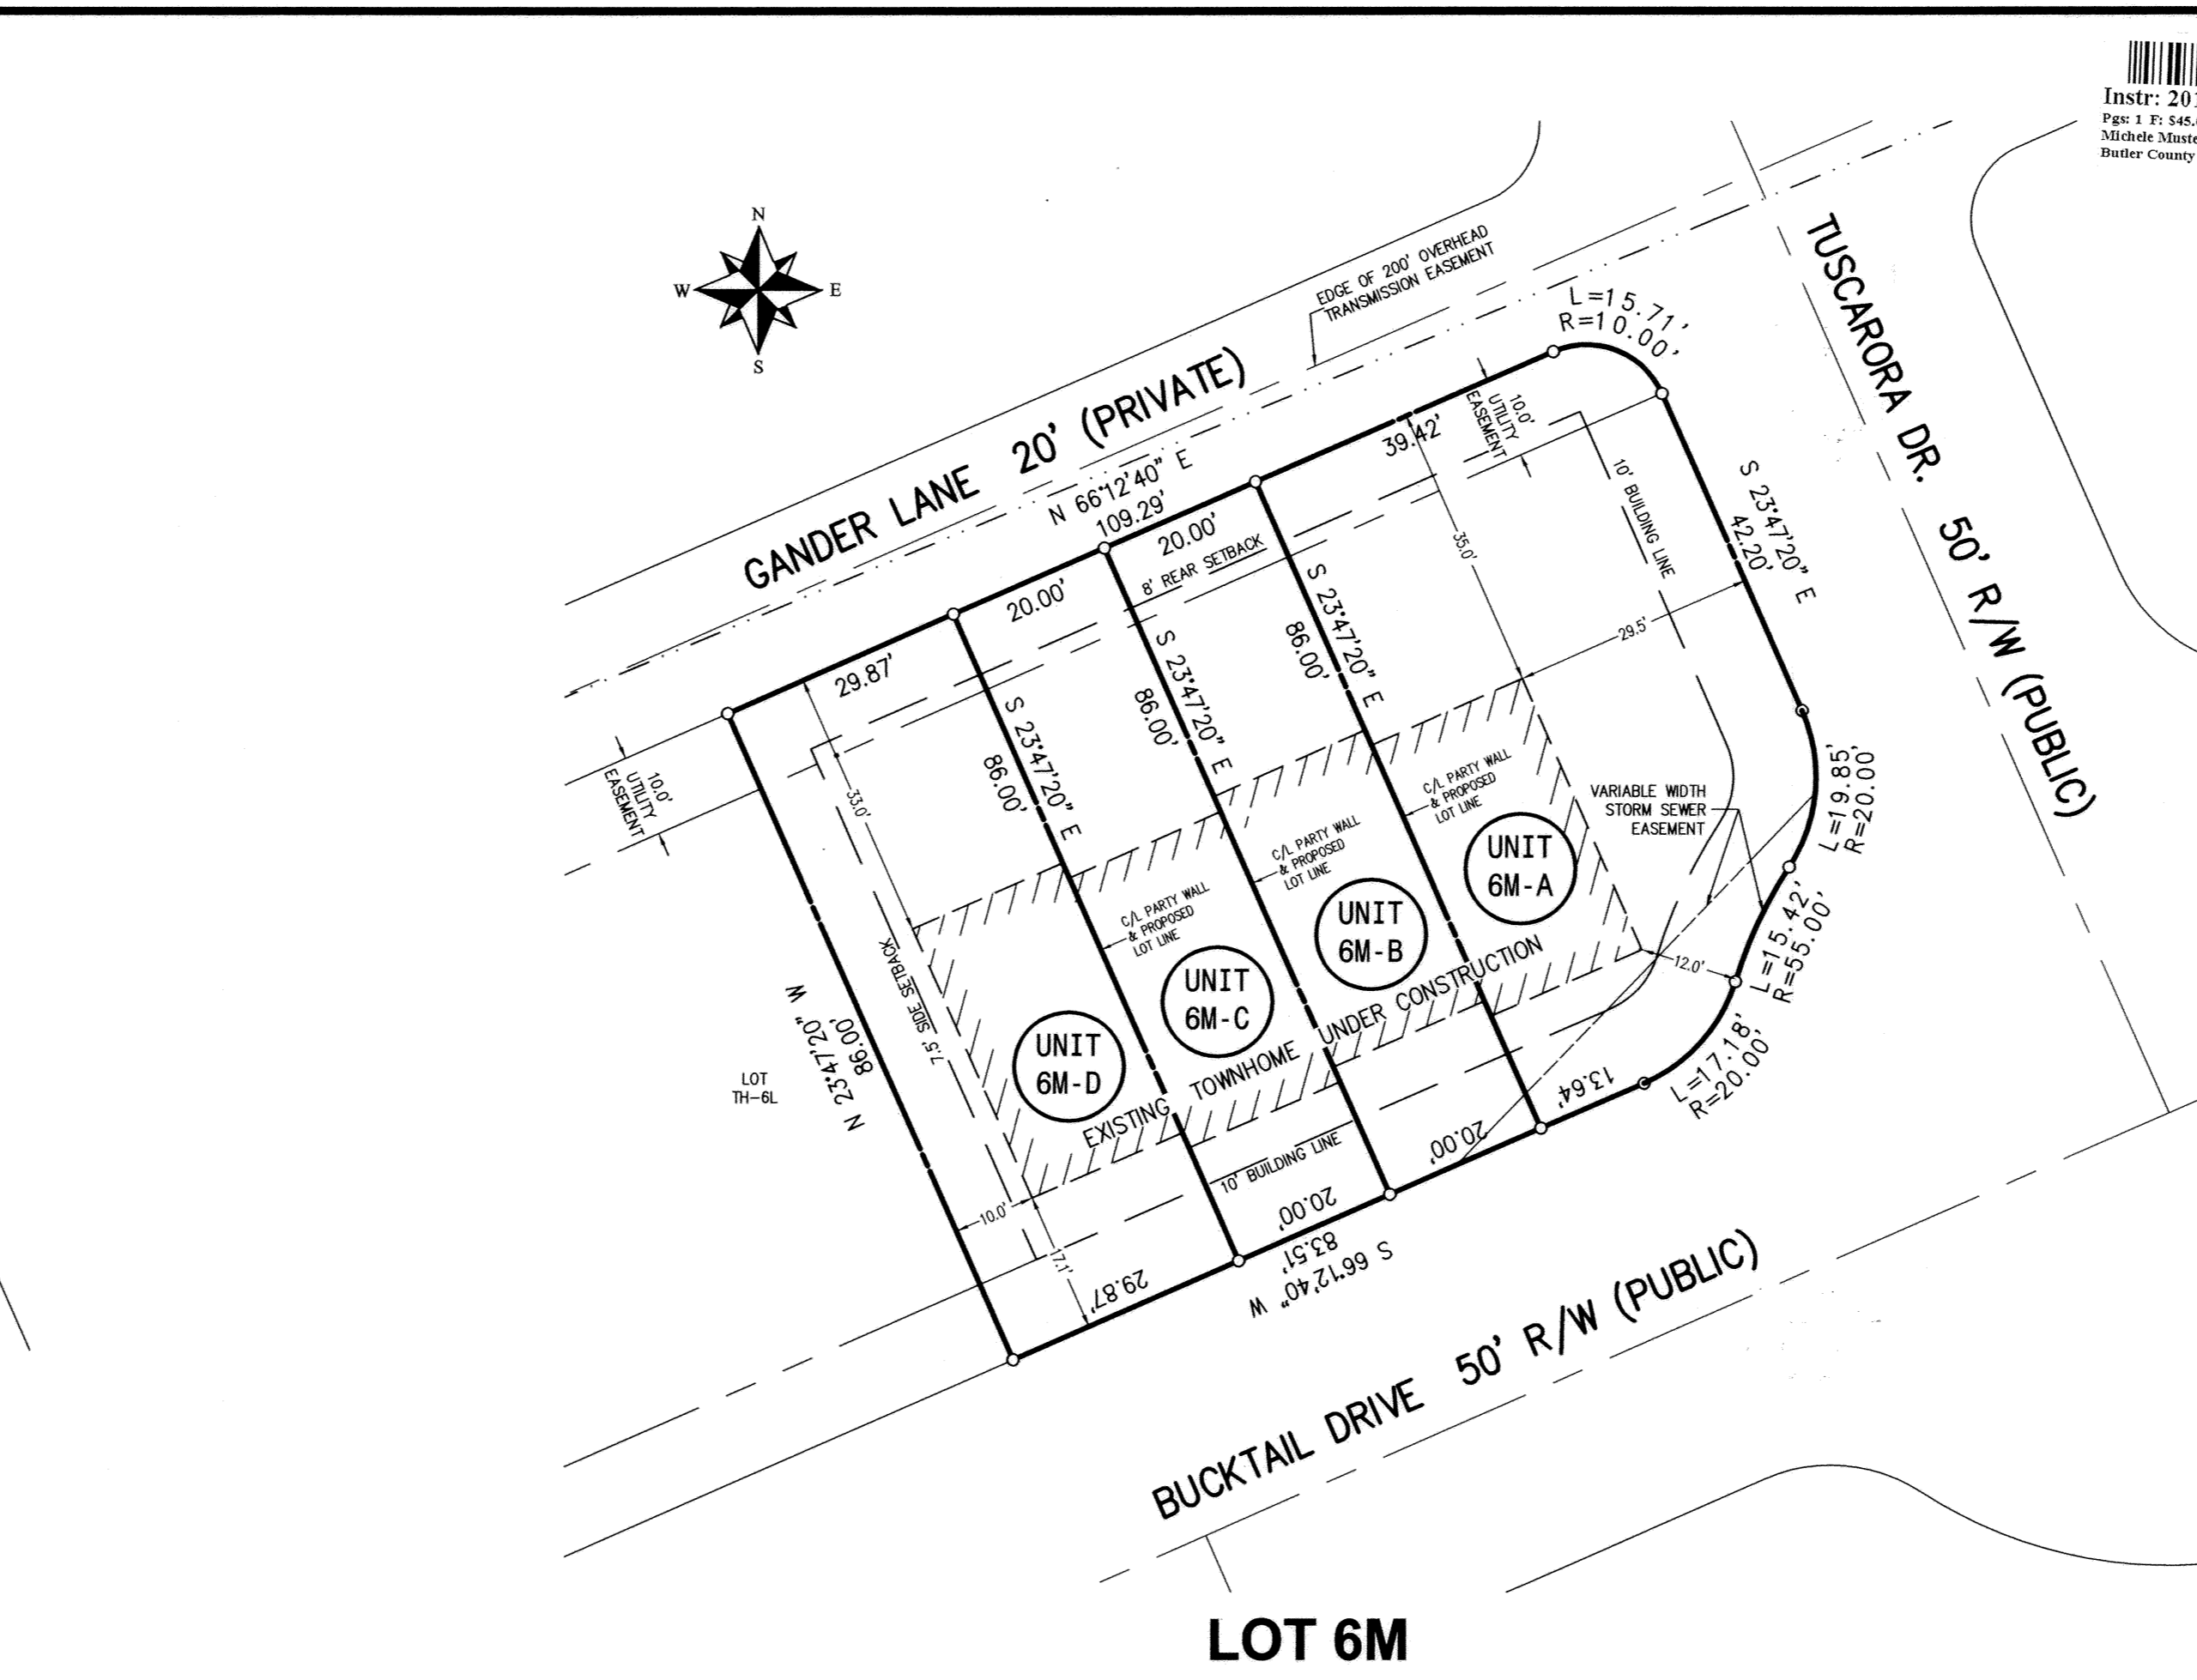 Instr: 20
Pgs: 1 F: $45.
Michele Muste
Butler County
N
W
E
S
EDGE OF 200' OVERHEAD
TRANSMISSION EASEMENT
L=15.71'
R=10.00'
TUSCARORA DR. 50' R/W (PUBLIC)
GANDER LANE 20' (PRIVATE)
N 66°12'40" E
109.29'
39.42'
10.0'
UTILITY
EASEMENT
10' BUILDING LINE
S 23°47'20" E
42.20'
20.00'
8' REAR SETBACK
35.0'
29.5'
20.00'
29.87'
S 23°47'20" E
86.00'
S 23°47'20" E
86.00'
S 23°47'20" E
86.00'
10.0'
UTILITY
EASEMENT
33.0'
C/L PARTY WALL
& PROPOSED
LOT LINE
C/L PARTY WALL
& PROPOSED
LOT LINE
C/L PARTY WALL
& PROPOSED
LOT LINE
VARIABLE WIDTH
STORM SEWER
EASEMENT
L=19.85'
R=20.00'
UNIT
6M-A
UNIT
6M-B
UNIT
6M-C
UNIT
6M-D
L=15.42'
R=55.00'
12.0'
7.5' SIDE SETBACK
N 23°47'20" W
86.00'
LOT
TH-6L
EXISTING TOWNHOME UNDER CONSTRUCTION
L=17.18'
R=20.00'
13.64'
20.00'
10' BUILDING LINE
20.00'
10.0'
17.1'
29.87'
S 66°12'40" W
83.51'
BUCKTAIL DRIVE 50' R/W (PUBLIC)
LOT 6M